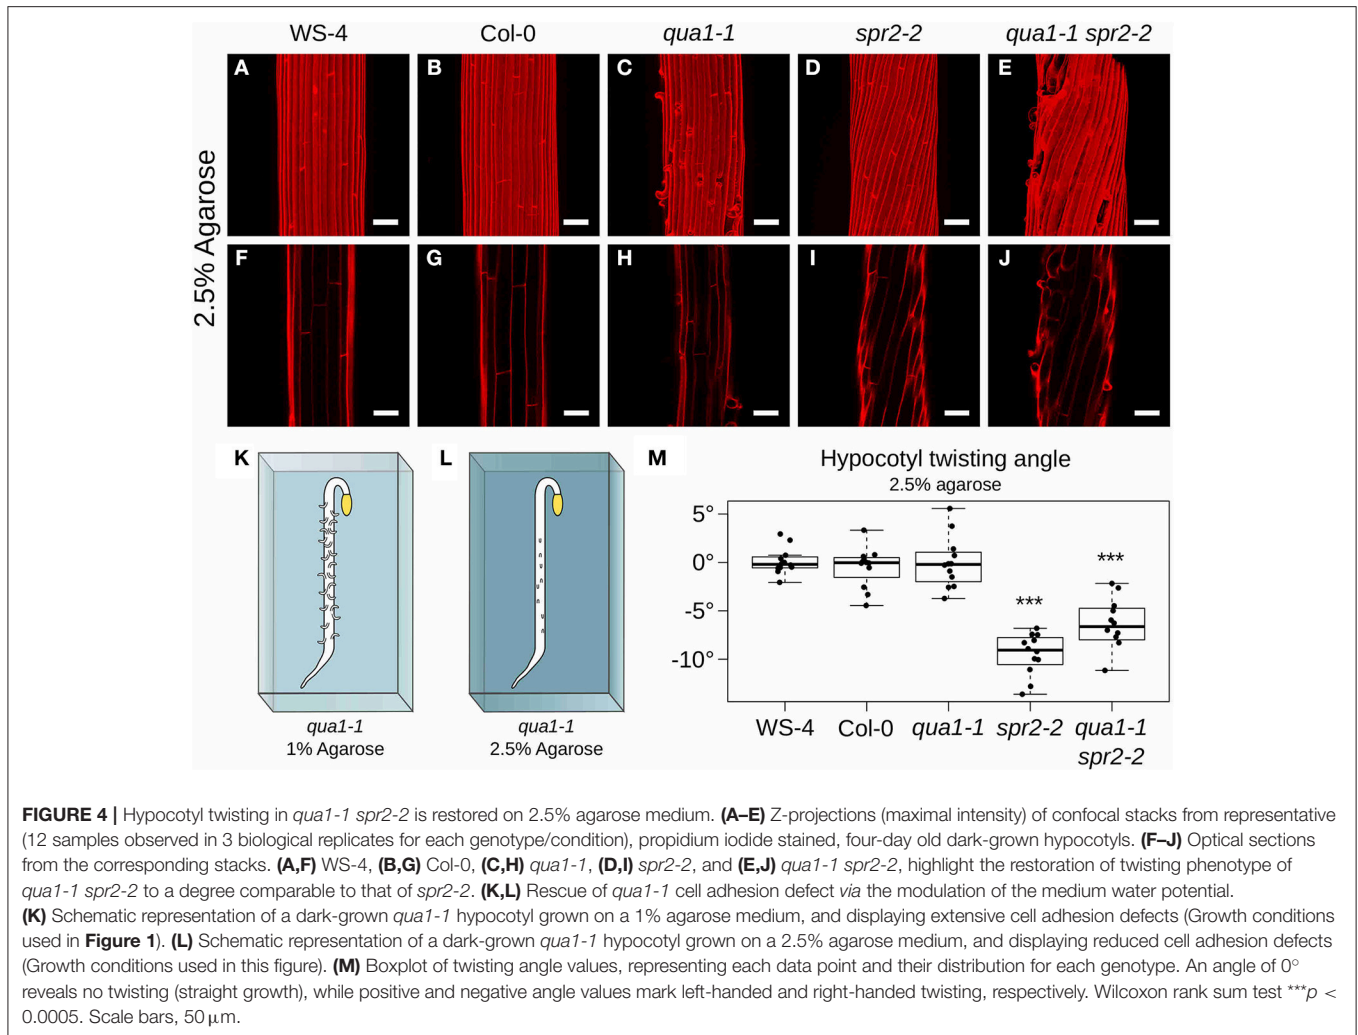 WS-4 Col-0 qua1-1 spr2-2 qua1-1 spr2-2
2.5% Agarose
A B C D E
F G H I J
K L M
qua1-1
1% Agarose
qua1-1
2.5% Agarose
Hypocotyl twisting angle
2.5% agarose
5°
0°
-5°
-10°
***
***
WS-4 Col-0 qua1-1 spr2-2 qua1-1
spr2-2
FIGURE 4 | Hypocotyl twisting in qua1-1 spr2-2 is restored on 2.5% agarose medium. (A–E) Z-projections (maximal intensity) of confocal stacks from representative
(12 samples observed in 3 biological replicates for each genotype/condition), propidium iodide stained, four-day old dark-grown hypocotyls. (F–J) Optical sections
from the corresponding stacks. (A,F) WS-4, (B,G) Col-0, (C,H) qua1-1, (D,I) spr2-2, and (E,J) qua1-1 spr2-2, highlight the restoration of twisting phenotype of
qua1-1 spr2-2 to a degree comparable to that of spr2-2. (K,L) Rescue of qua1-1 cell adhesion defect via the modulation of the medium water potential.
(K) Schematic representation of a dark-grown qua1-1 hypocotyl grown on a 1% agarose medium, and displaying extensive cell adhesion defects (Growth conditions
used in Figure 1). (L) Schematic representation of a dark-grown qua1-1 hypocotyl grown on a 2.5% agarose medium, and displaying reduced cell adhesion defects
(Growth conditions used in this figure). (M) Boxplot of twisting angle values, representing each data point and their distribution for each genotype. An angle of 0°
reveals no twisting (straight growth), while positive and negative angle values mark left-handed and right-handed twisting, respectively. Wilcoxon rank sum test ***p <
0.0005. Scale bars, 50 μm.